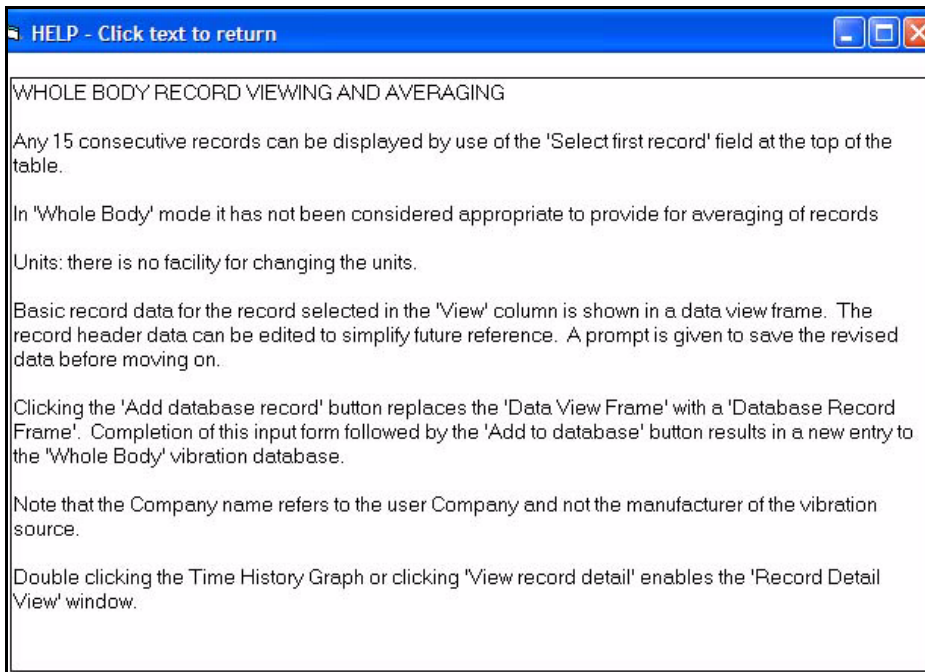 HELP - Click text to return
WHOLE BODY RECORD VIEWING AND AVERAGING
Any 15 consecutive records can be displayed by use of the 'Select first record' field at the top of the
table.
In 'Whole Body' mode it has not been considered appropriate to provide for averaging of records
Units: there is no facility for changing the units.
Basic record data for the record selected in the 'View' column is shown in a data view frame.  The
record header data can be edited to simplify future reference.  A prompt is given to save the revised
data before moving on.
Clicking the 'Add database record' button replaces the 'Data View Frame' with a 'Database Record
Frame'.  Completion of this input form followed by the 'Add to database' button results in a new entry to
the 'Whole Body' vibration database.
Note that the Company name refers to the user Company and not the manufacturer of the vibration
source.
Double clicking the Time History Graph or clicking 'View record detail' enables the 'Record Detail
View' window.